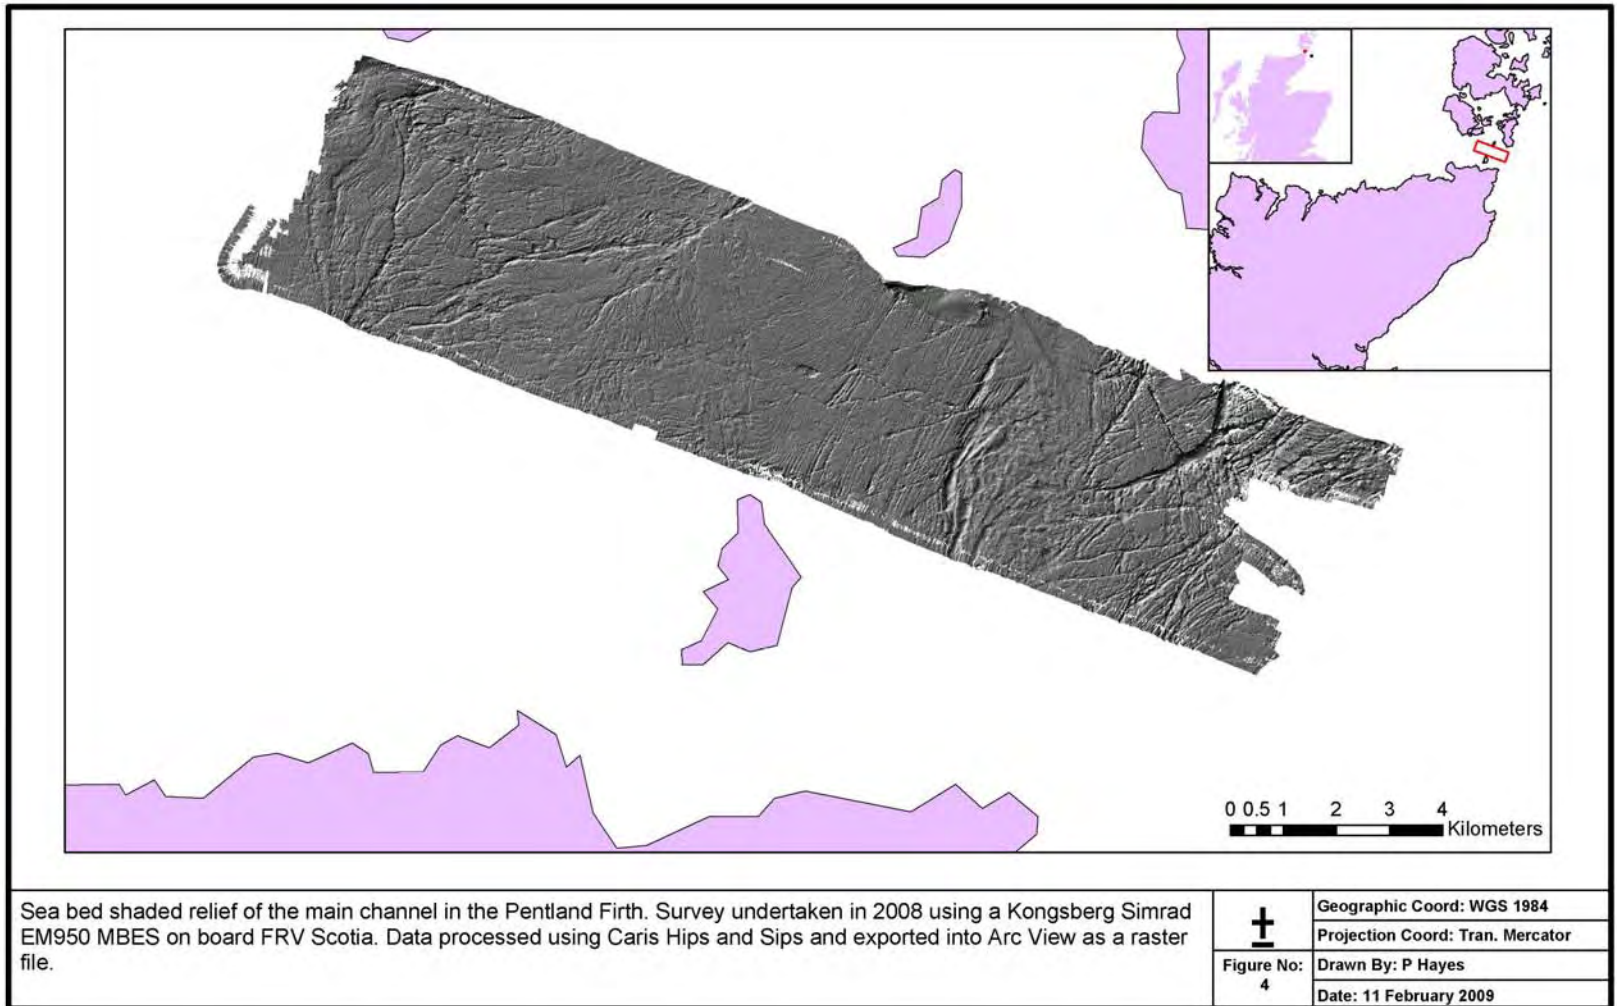 0 0.5 1 2 3 4
Kilometers
Sea bed shaded relief of the main channel in the Pentland Firth. Survey undertaken in 2008 using a Kongsberg Simrad
EM950 MBES on board FRV Scotia. Data processed using Caris Hips and Sips and exported into Arc View as a raster
file.
Figure No:
4
Geographic Coord: WGS 1984
Projection Coord: Tran. Mercator
Drawn By: P Hayes
Date: 11 February 2009